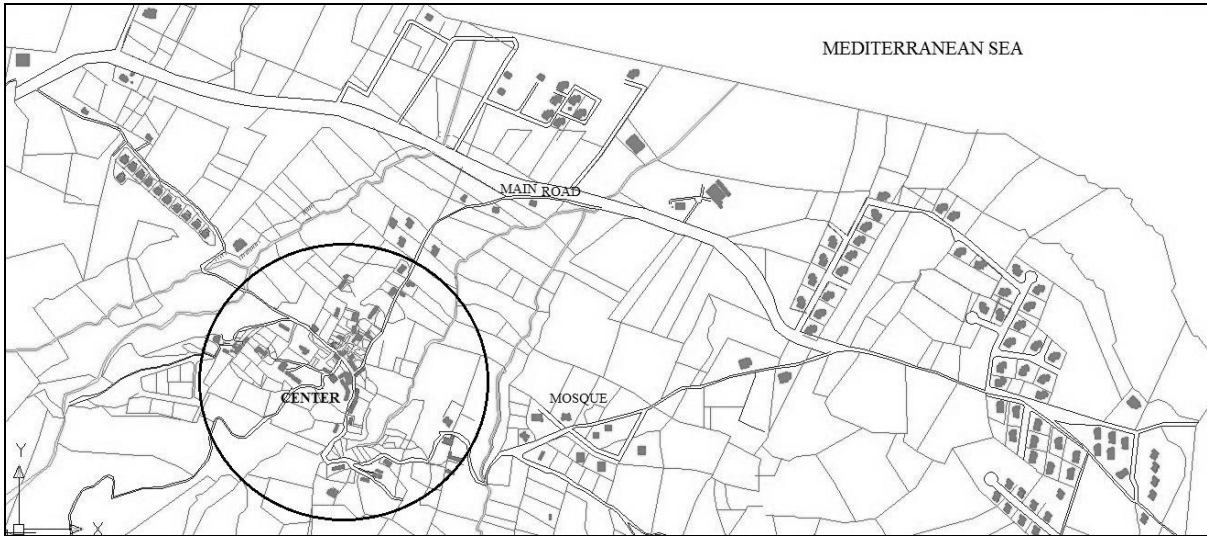 MEDITERRANEAN SEA
MAIN ROAD
CENTER
MOSQUE
Y
X